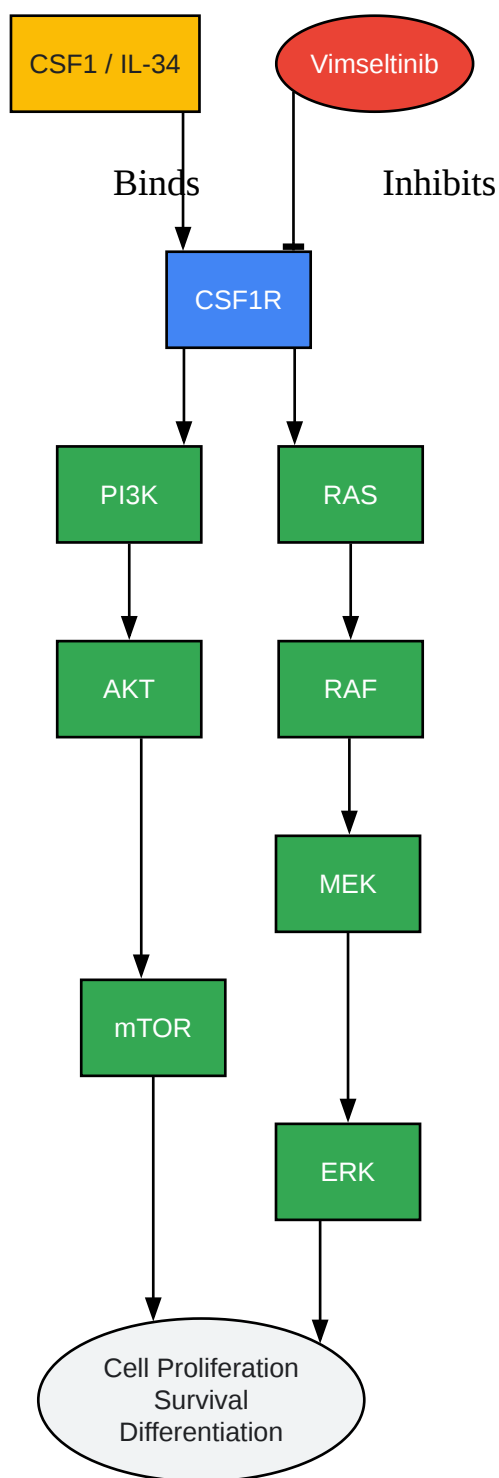 CSF1 / IL-34
Vimseltinib
Binds
Inhibits
CSF1R
PI3K
RAS
AKT
RAF
MEK
mTOR
ERK
Cell Proliferation
Survival
Differentiation